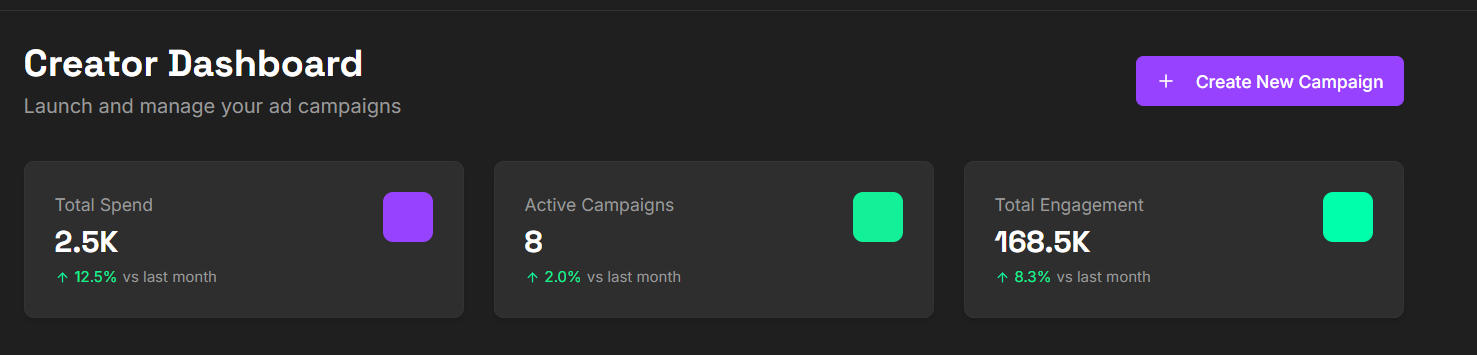 Creator Dashboard
Launch and manage your ad campaigns
+ Create New Campaign
Total Spend
2.5K
↑ 12.5% vs last month
Active Campaigns
8
↑ 2.0% vs last month
Total Engagement
168.5K
↑ 8.3% vs last month